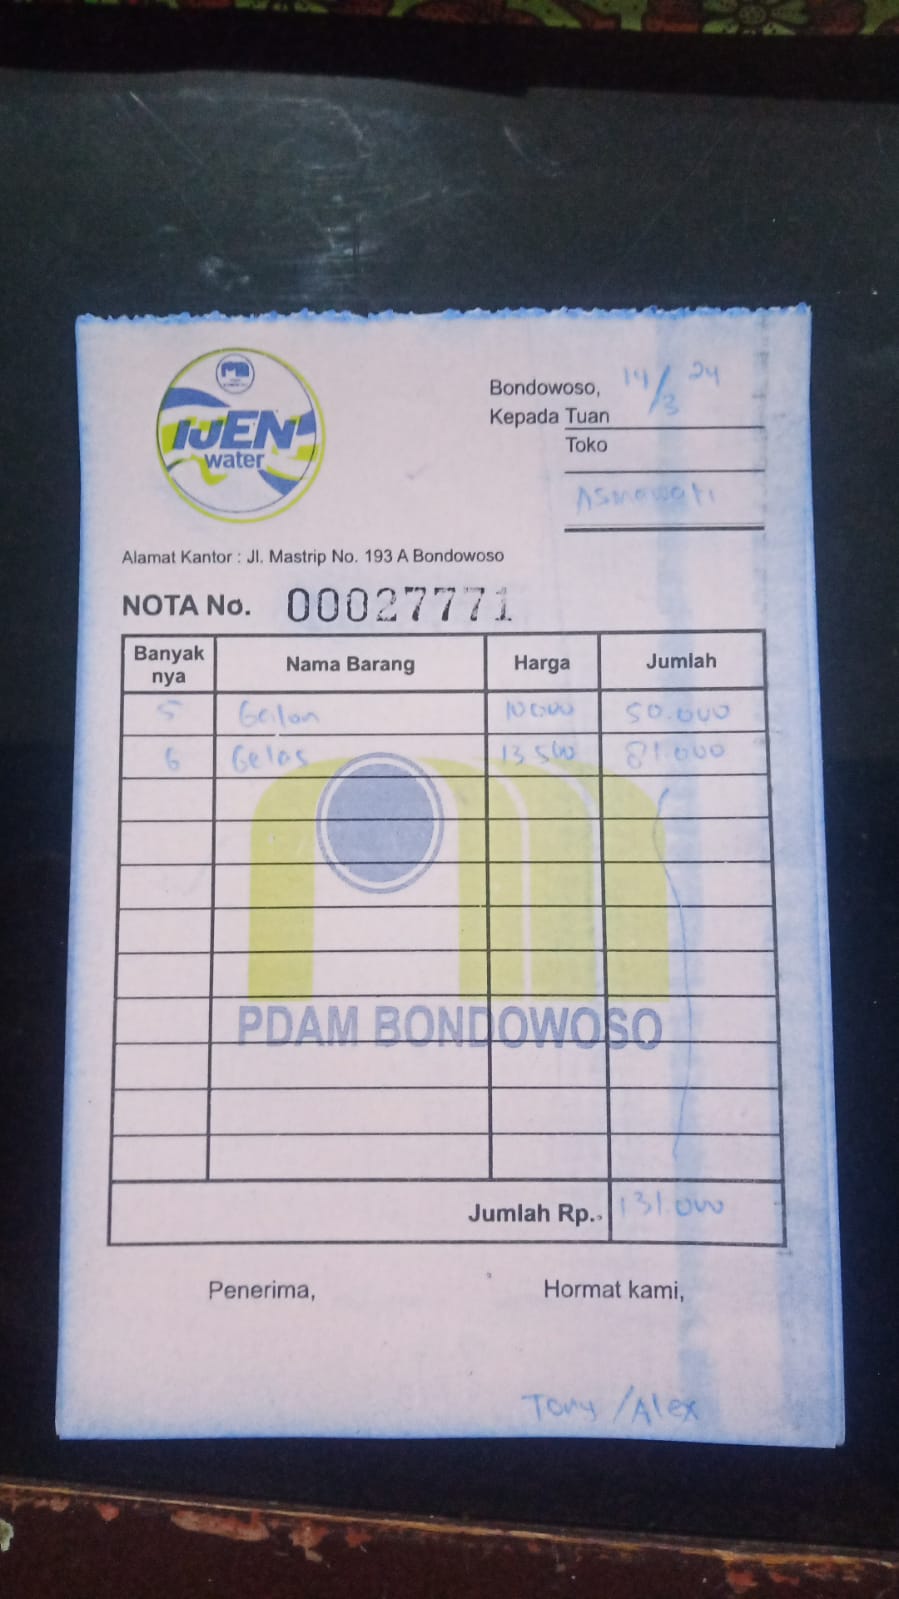 IJEN
water
Bondowoso, 14/3 24
Kepada Tuan
Toko
Asmawati
Alamat Kantor : Jl. Mastrip No. 193 A Bondowoso
NOTA No. 00027771
Banyak nya Nama Barang Harga Jumlah
5 Galon 10.000 50.000
6 Gelas 13.500 81.000
PDAM BONDOWOSO
Jumlah Rp. 131.000
Penerima, Hormat kami,
Tony /Alex